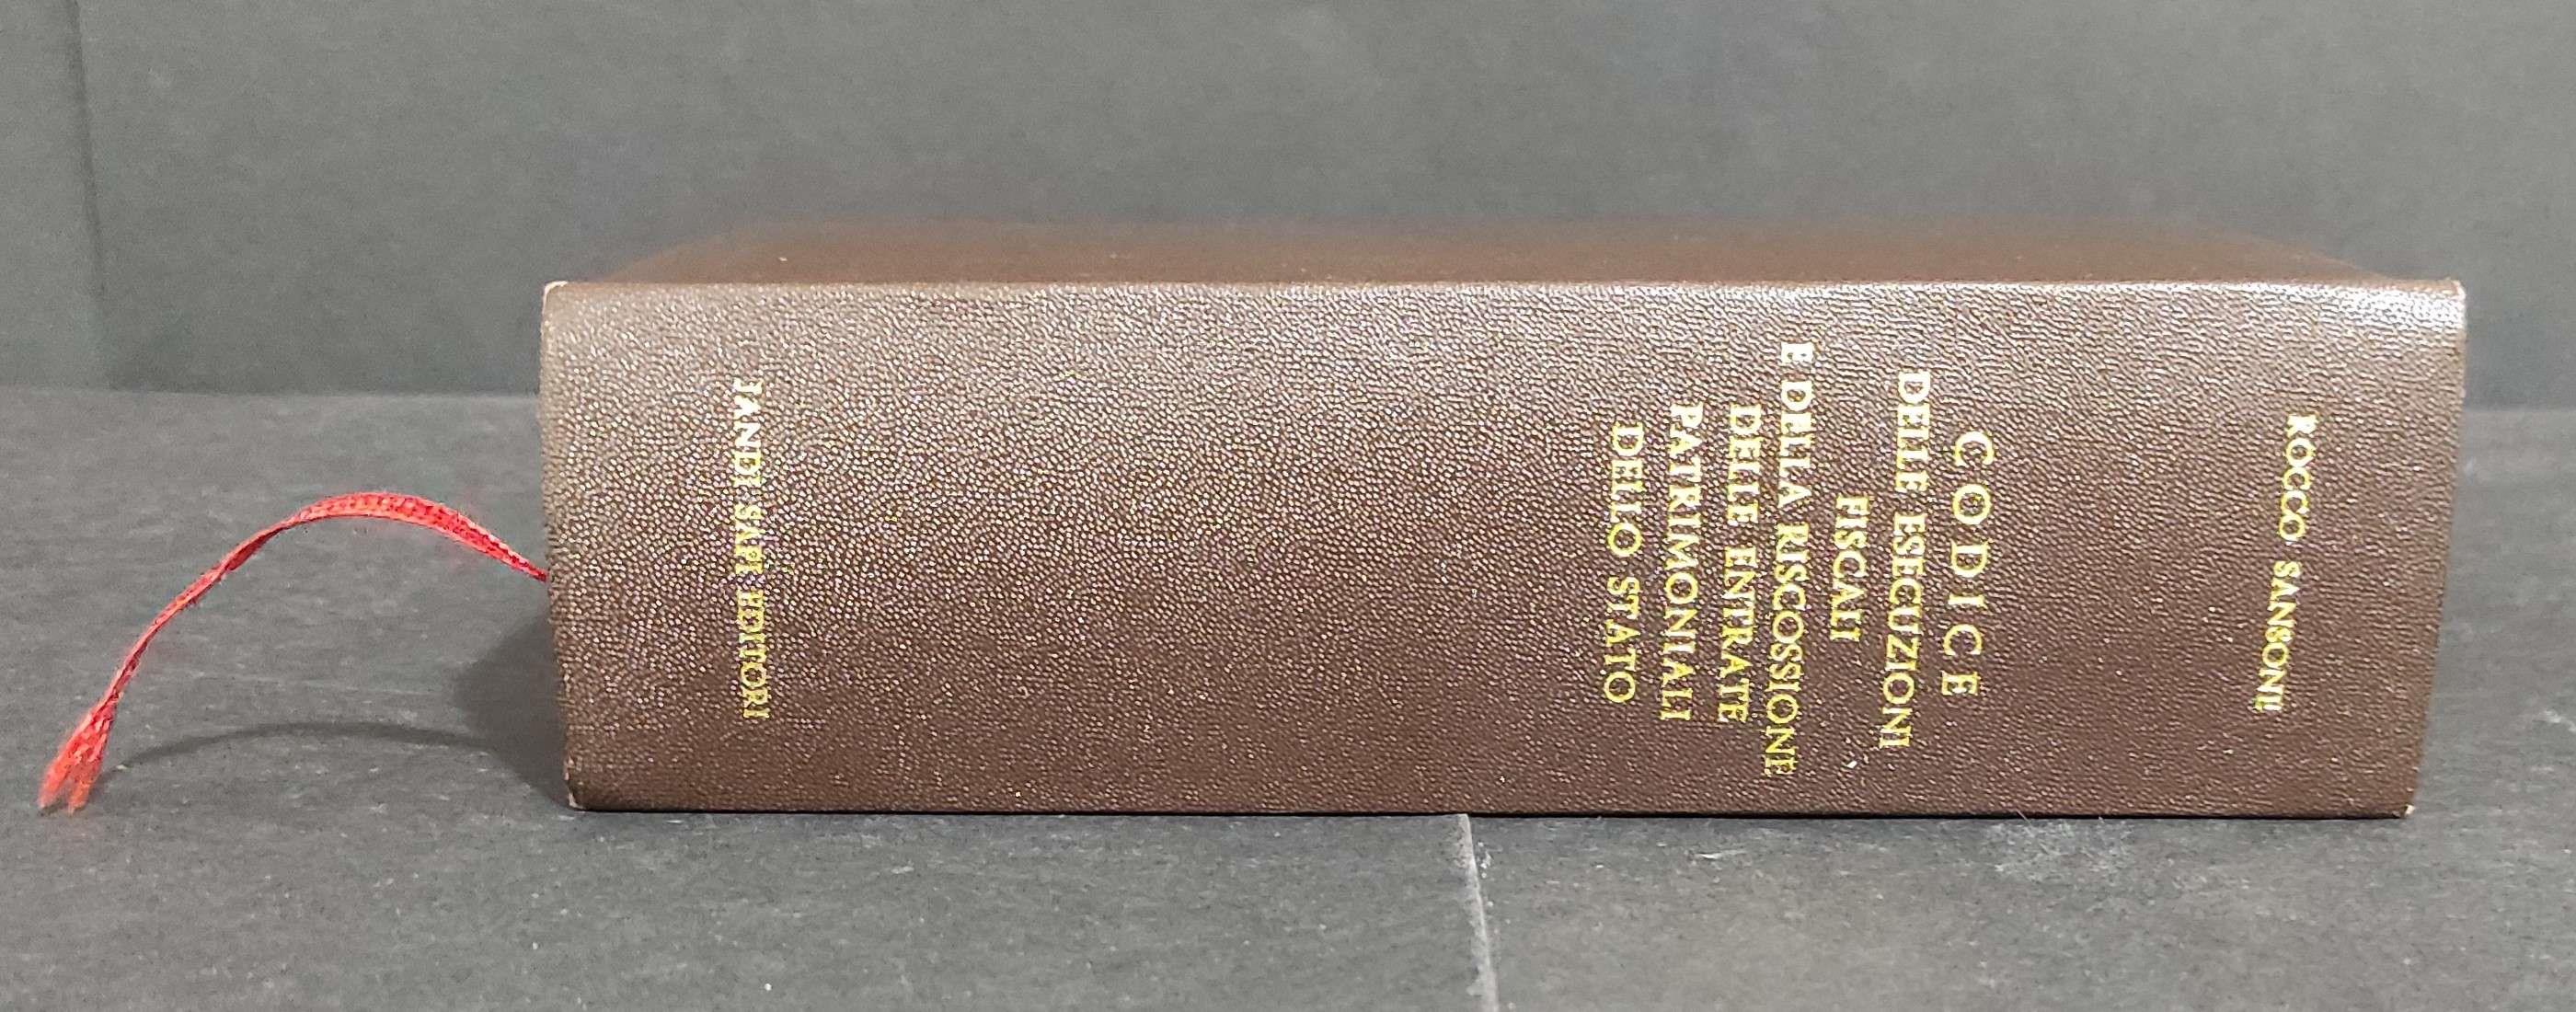 ROCCO SANSONE
CODICE
DELLE ESECUZIONI
FISCALI
E DELLA RISCOSSIONE
DELLE ENTRATE
PATRIMONIALI
DELLO STATO
JANDI SAPI EDITORI